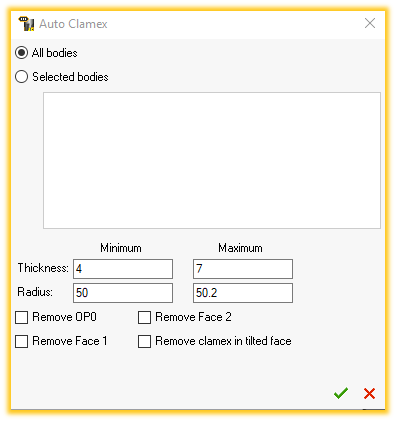 Auto Clamex
All bodies
Selected bodies
Minimum Maximum
Thickness: 4 7
Radius: 50 50.2
Remove OP0 Remove Face 2
Remove Face 1 Remove clamex in tilted face